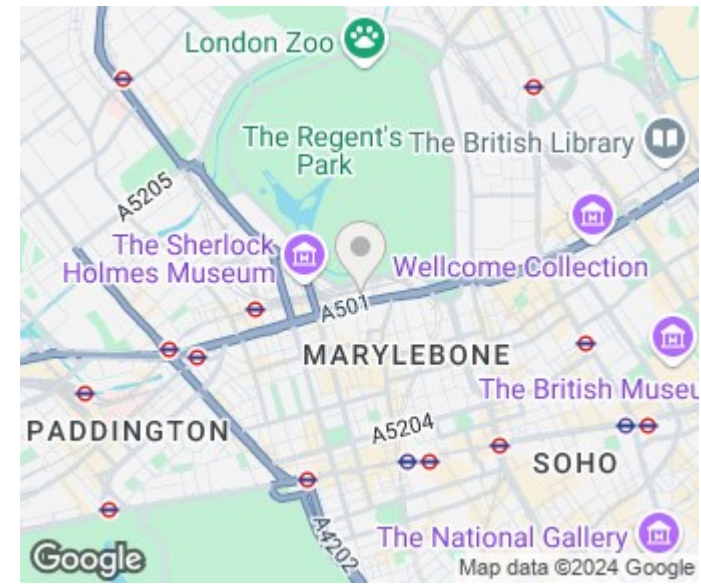 London Zoo
The Regent's
Park
The British Library
A5205
The Sherlock
Holmes Museum
Wellcome Collection
A501
MARYLEBONE
The British Museu
PADDINGTON
A5204
SOHO
A4202
The National Gallery
Google
Map data ©2024 Google